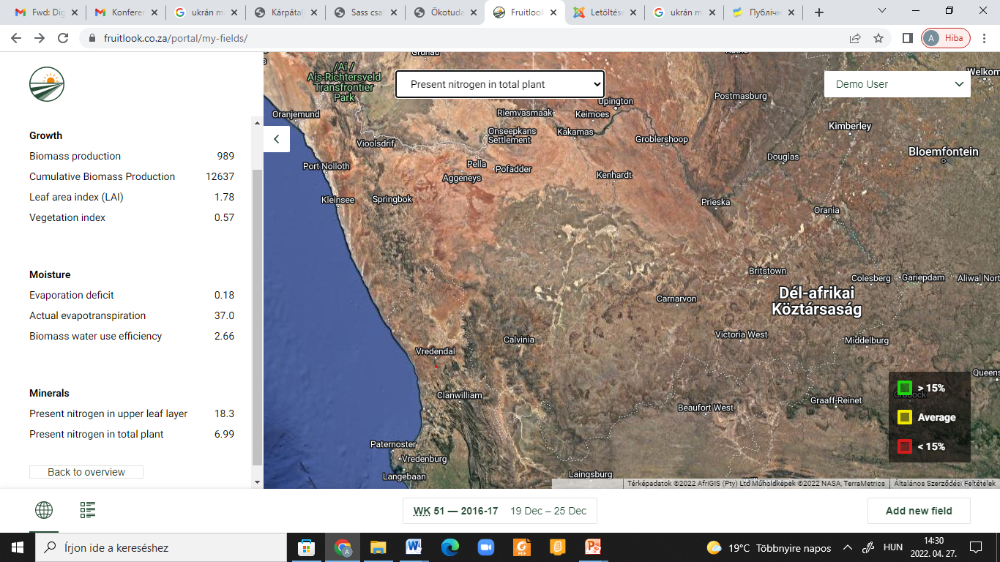 Fwd: Dig
Konferen
ukrán m
Kárpátal
Sass csal
Ökotuda
Fruitlook
Letöltése
ukrán m
Публічн
fruitlook.co.za/portal/my-fields/
A
Hiba
Growth
Biomass production 989
Cumulative Biomass Production 12637
Leaf area index (LAI) 1.78
Vegetation index 0.57
Moisture
Evaporation deficit 0.18
Actual evapotranspiration 37.0
Biomass water use efficiency 2.66
Minerals
Present nitrogen in upper leaf layer 18.3
Present nitrogen in total plant 6.99
Back to overview
Present nitrogen in total plant
Demo User
Grünau
/Ai /
Ais-Richtersveld
Transfrontier
Park
Welkom
Postmasburg
Upington
Oranjemund
Riemvasmaak
Keimoes
Kimberley
Onseepkans
Settlement
Kakamas
Groblershoop
Vioolsdrif
Bloemfontein
Douglas
Port Nolloth
Pella
Pofadder
Aggeneys
Kenhardt
Kleinsee
Springbok
Prieska
Orania
Britstown
Colesberg
Gariepdam
Aliwal Nort
Dél-afrikai
Köztársaság
Carnarvon
Calvinia
Victoria West
Middelburg
Vredendal
Queens
Clanwilliam
Cradock
Graaff-Reinet
Beaufort West
Paternoster
Vredenburg
Langebaan
Laingsburg
> 15%
Average
< 15%
Térképadatok ©2022 AfriGIS (Pty) Ltd Műholdképek ©2022 NASA, TerraMetrics
Általános Szerződési Feltételek
WK 51 — 2016-17 19 Dec – 25 Dec
Add new field
Írjon ide a kereséshez
19°C Többnyire napos
HUN
14:30
2022. 04. 27.